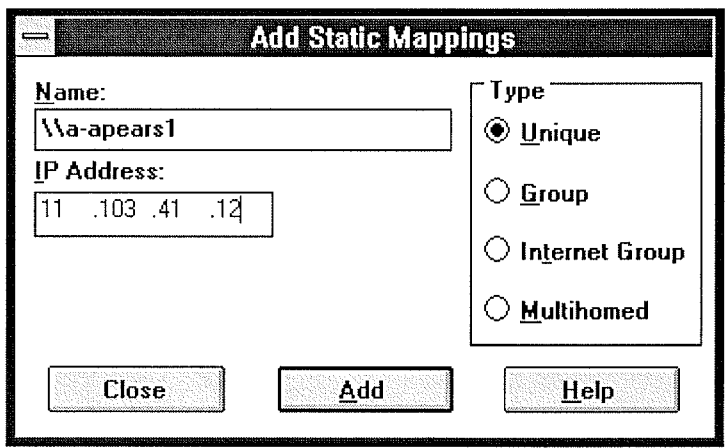 Add Static Mappings
Name:
\\a-apears1
IP Address:
11 .103 .41 .12
Type
Unique
Group
Internet Group
Multihomed
Close
Add
Help